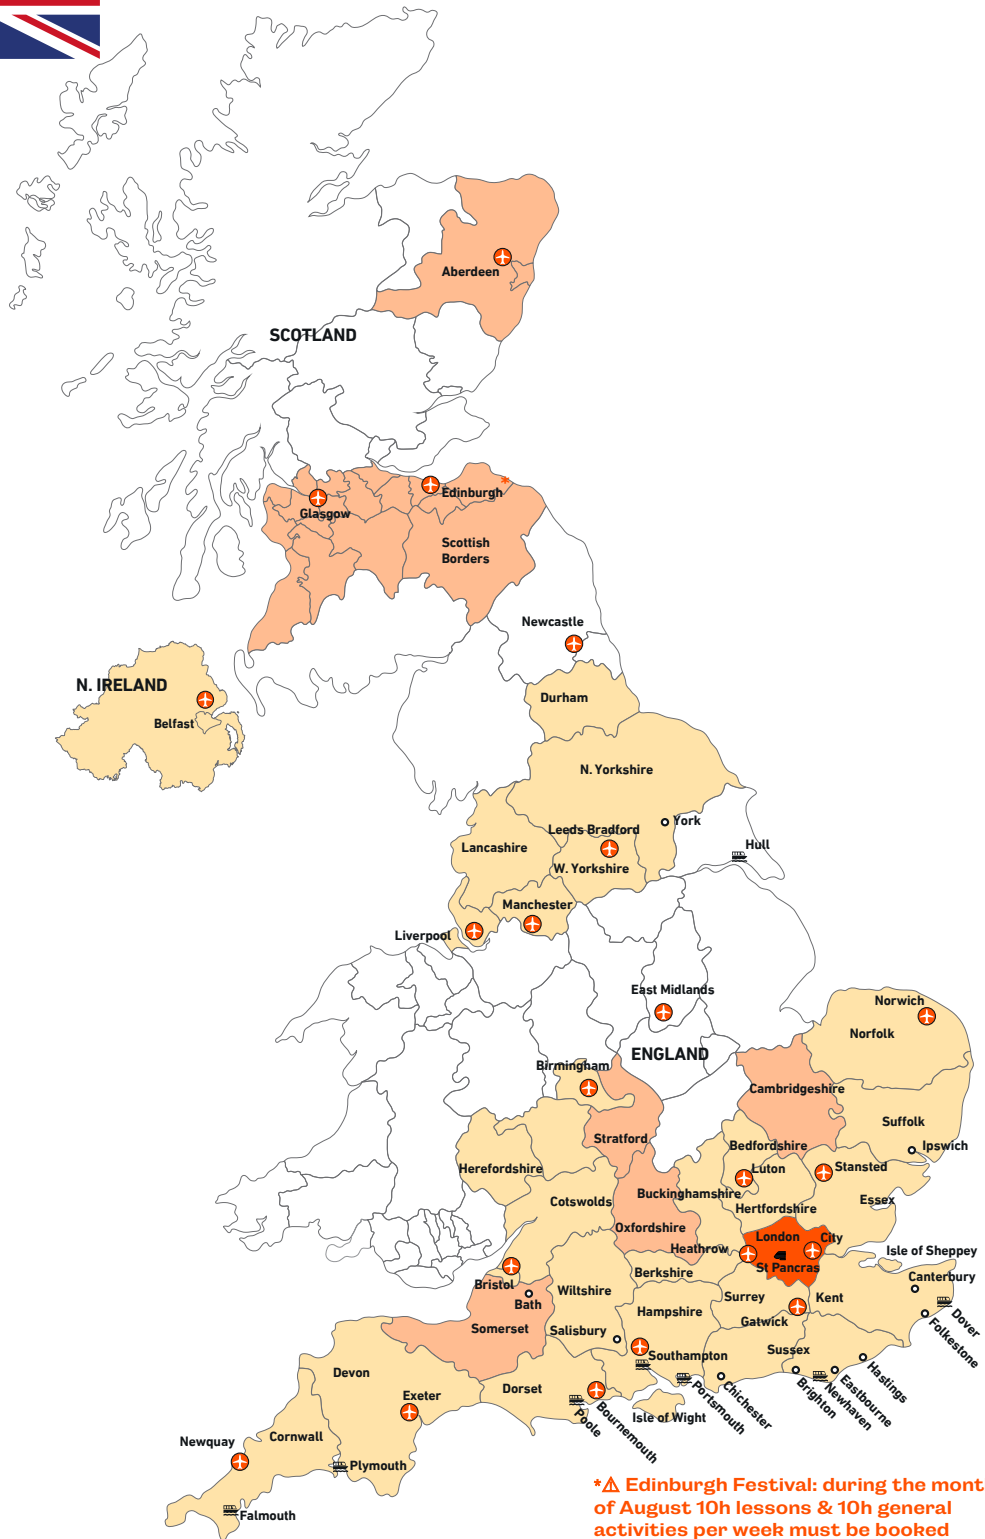 Aberdeen
SCOTLAND
*
Edinburgh
Glasgow
Scottish
Borders
Newcastle
N. IRELAND
Belfast
Durham
N. Yorkshire
York
Leeds Bradford
Hull
Lancashire
W. Yorkshire
Manchester
Liverpool
East Midlands
Norwich
Norfolk
ENGLAND
Birmingham
Cambridgeshire
Suffolk
Stratford
Bedfordshire
Ipswich
Herefordshire
Luton
Stansted
Buckinghamshire
Essex
Cotswolds
Hertfordshire
Oxfordshire
London
City
Heathrow
Isle of Sheppey
St Pancras
Berkshire
Canterbury
Bristol
Wiltshire
Bath
Surrey
Kent
Hampshire
Dover
Gatwick
Folkestone
Somerset
Salisbury
Sussex
Southampton
Devon
Hastings
Eastbourne
Newhaven
Brighton
Chichester
Portsmouth
Dorset
Exeter
Isle of Wight
Bournemouth
Poole
Cornwall
Newquay
Plymouth
Falmouth
*⚠ Edinburgh Festival: during the mont
of August 10h lessons & 10h general
activities per week must be booked